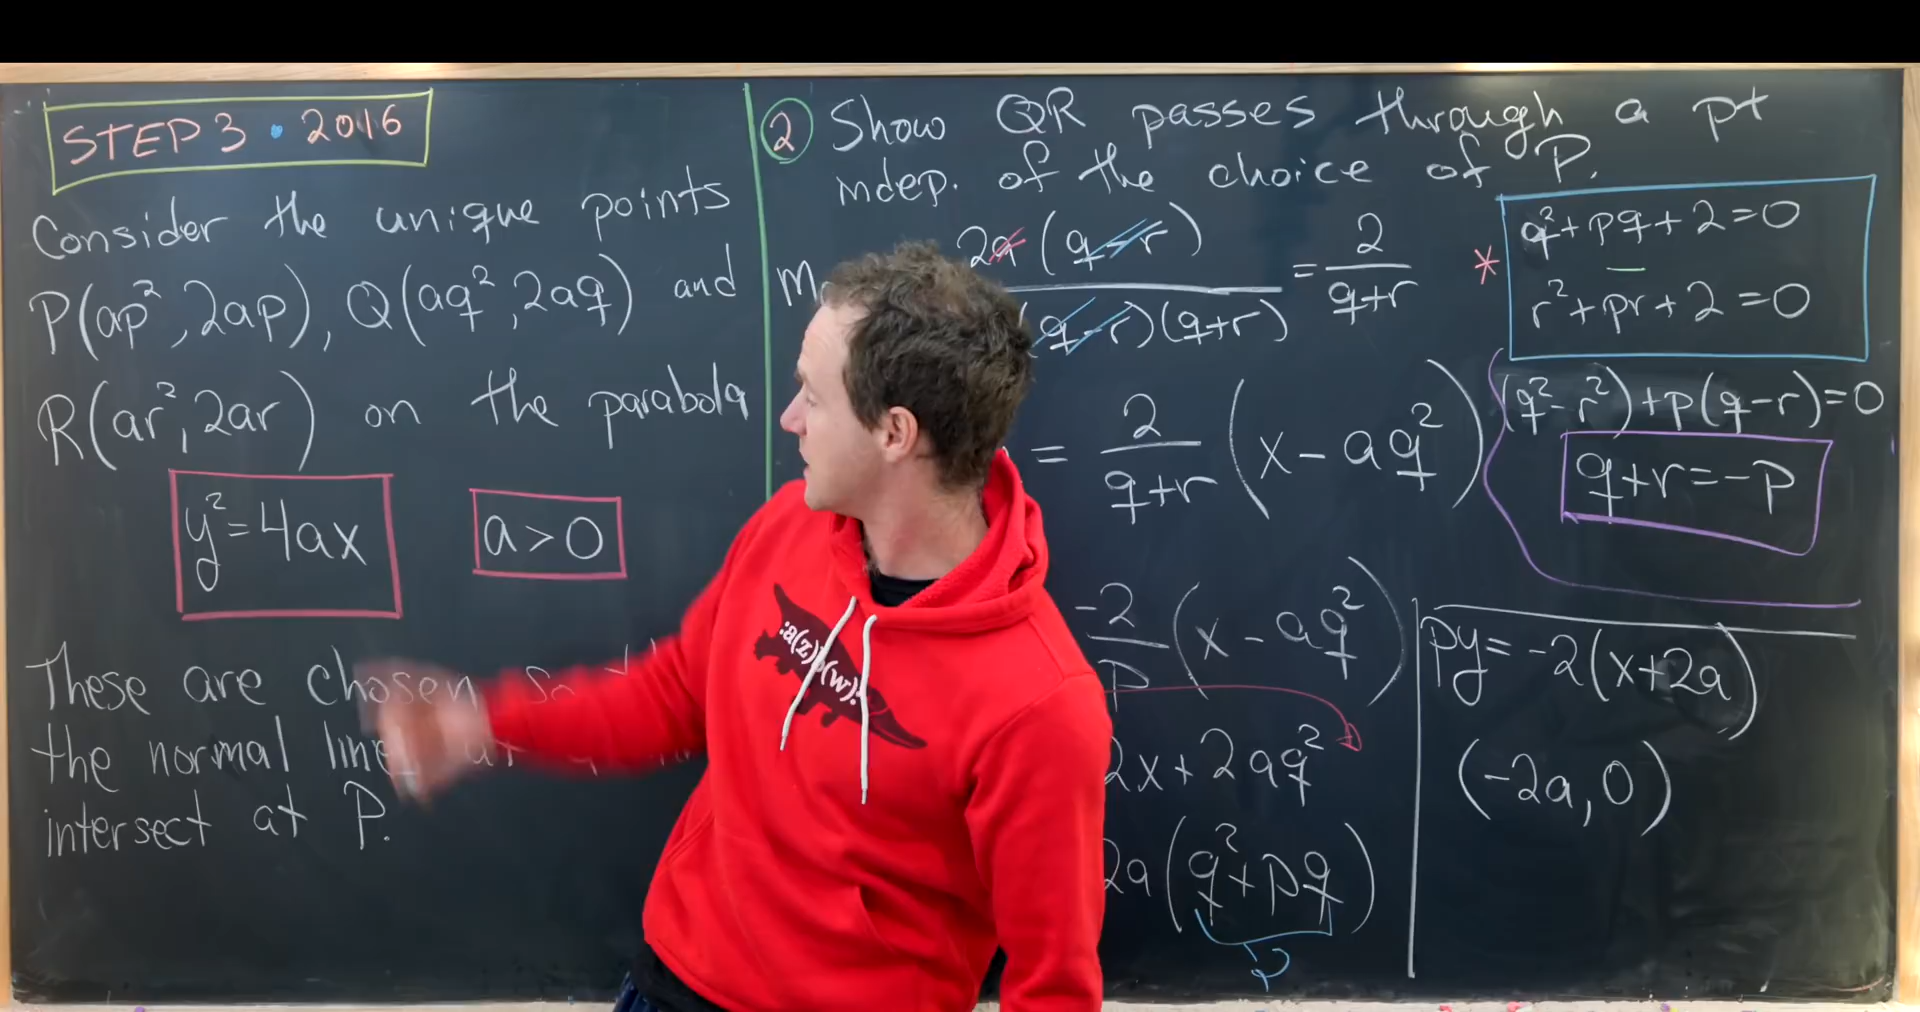 STEP 3 • 2016
Consider the unique points
P(ap², 2ap), Q(aq², 2aq) and
R(ar², 2ar) on the parabola
y² = 4ax
a > 0
These are chosen so
the normal line
intersect at P.
② Show QR passes through a pt
indep. of the choice of P.
m 2a(q-r)
(q-r)(q+r) = 2/(q+r)
= 2/(q+r) (x - aq²)
-2/p (x - aq²)
2x + 2aq²
2a(q² + pq)
* q² + pq + 2 = 0
r² + pr + 2 = 0
(q² - r²) + p(q - r) = 0
q + r = -p
py = -2(x + 2a)
(-2a, 0)
:a(z)b(w):